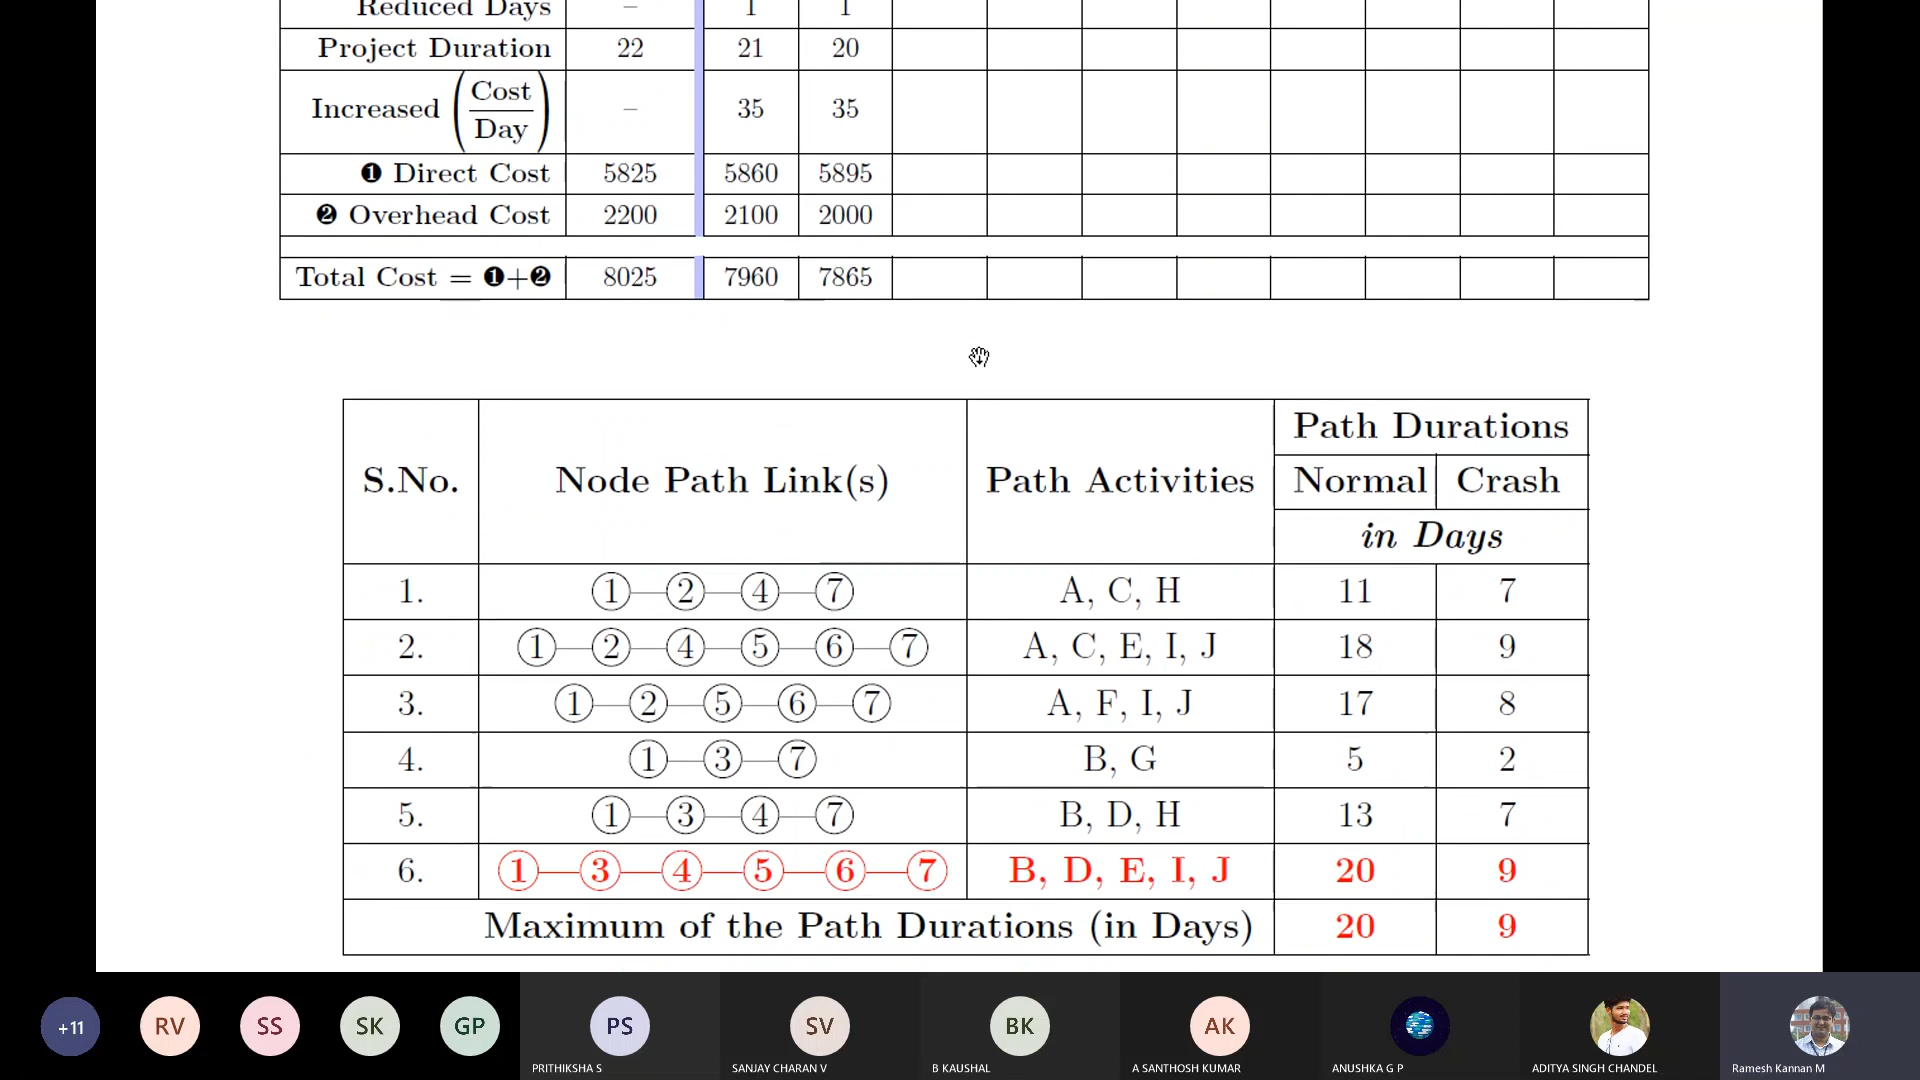 Reduced Days – 1 1
Project Duration 22 21 20
Increased (Cost/Day) – 35 35
❶ Direct Cost 5825 5860 5895
❷ Overhead Cost 2200 2100 2000
Total Cost = ❶+❷ 8025 7960 7865
S.No. Node Path Link(s) Path Activities Path Durations
Normal Crash
in Days
1. 1 2 4 7 A, C, H 11 7
2. 1 2 4 5 6 7 A, C, E, I, J 18 9
3. 1 2 5 6 7 A, F, I, J 17 8
4. 1 3 7 B, G 5 2
5. 1 3 4 7 B, D, H 13 7
6. 1 3 4 5 6 7 B, D, E, I, J 20 9
Maximum of the Path Durations (in Days) 20 9
+11 RV SS SK GP PS SV BK AK
PRITHIKSHA S SANJAY CHARAN V B KAUSHAL A SANTHOSH KUMAR ANUSHKA G P ADITYA SINGH CHANDEL Ramesh Kannan M